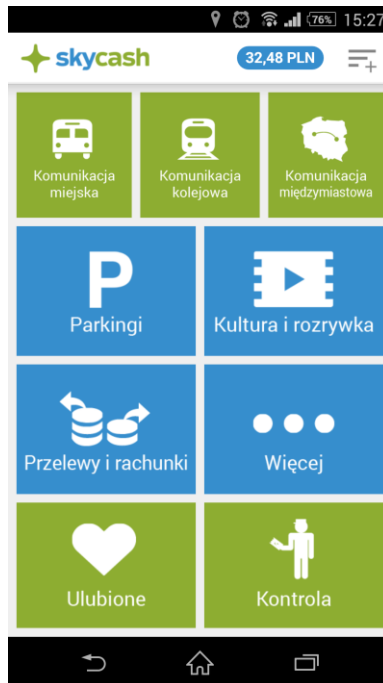 76% 15:27
skycash 32,48 PLN
Komunikacja
miejska
Komunikacja
kolejowa
Komunikacja
międzymiastowa
P
Parkingi
Kultura i rozrywka
Przelewy i rachunki
Więcej
Ulubione
Kontrola